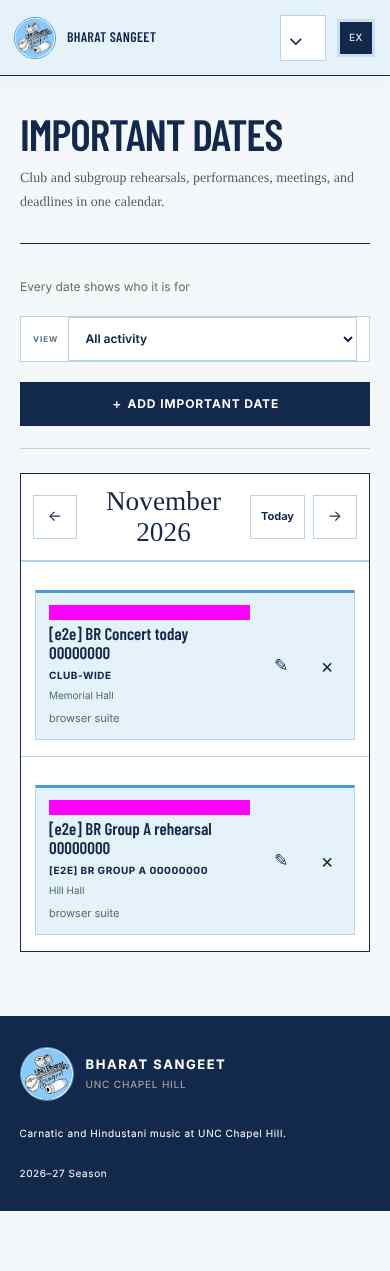 BHARAT SANGEET
EX
IMPORTANT DATES
Club and subgroup rehearsals, performances, meetings, and
deadlines in one calendar.
Every date shows who it is for
VIEW
All activity
+ ADD IMPORTANT DATE
←
November
2026
Today
→
[e2e] BR Concert today
00000000
CLUB-WIDE
Memorial Hall
browser suite
✎
×
[e2e] BR Group A rehearsal
00000000
[E2E] BR GROUP A 00000000
Hill Hall
browser suite
✎
×
BHARAT SANGEET
UNC CHAPEL HILL
Carnatic and Hindustani music at UNC Chapel Hill.
2026–27 Season